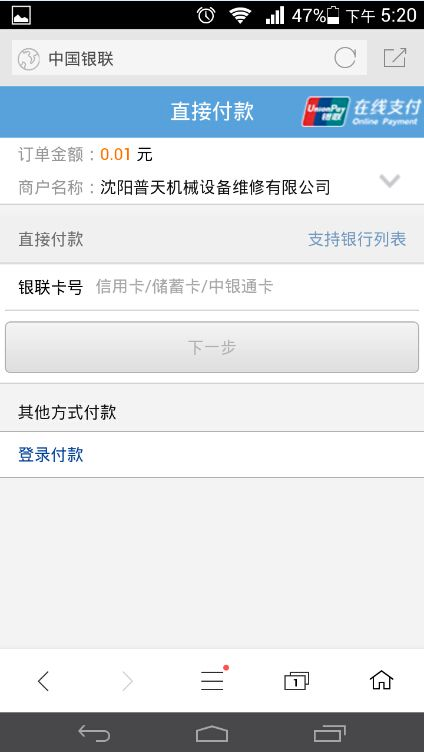 47% 下午 5:20
中国银联
直接付款
UnionPay 银联 在线支付
Online Payment
订单金额：0.01 元
商户名称：沈阳普天机械设备维修有限公司
直接付款 支持银行列表
银联卡号 信用卡/储蓄卡/中银通卡
下一步
其他方式付款
登录付款
1